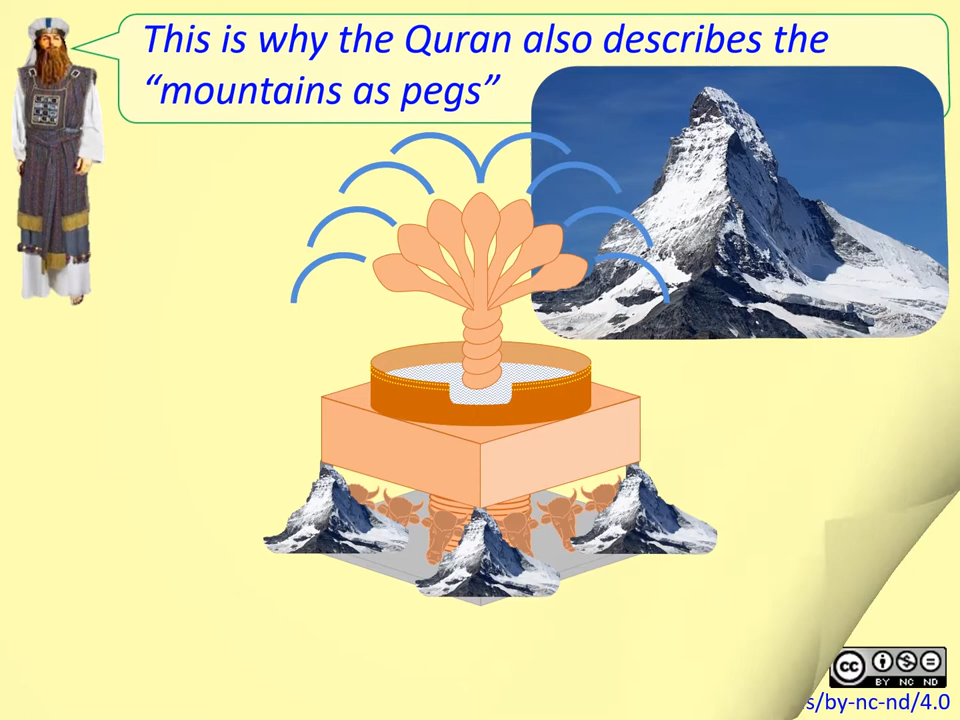 This is why the Quran also describes the
“mountains as pegs”
cc
BY NC ND
s/by-nc-nd/4.0